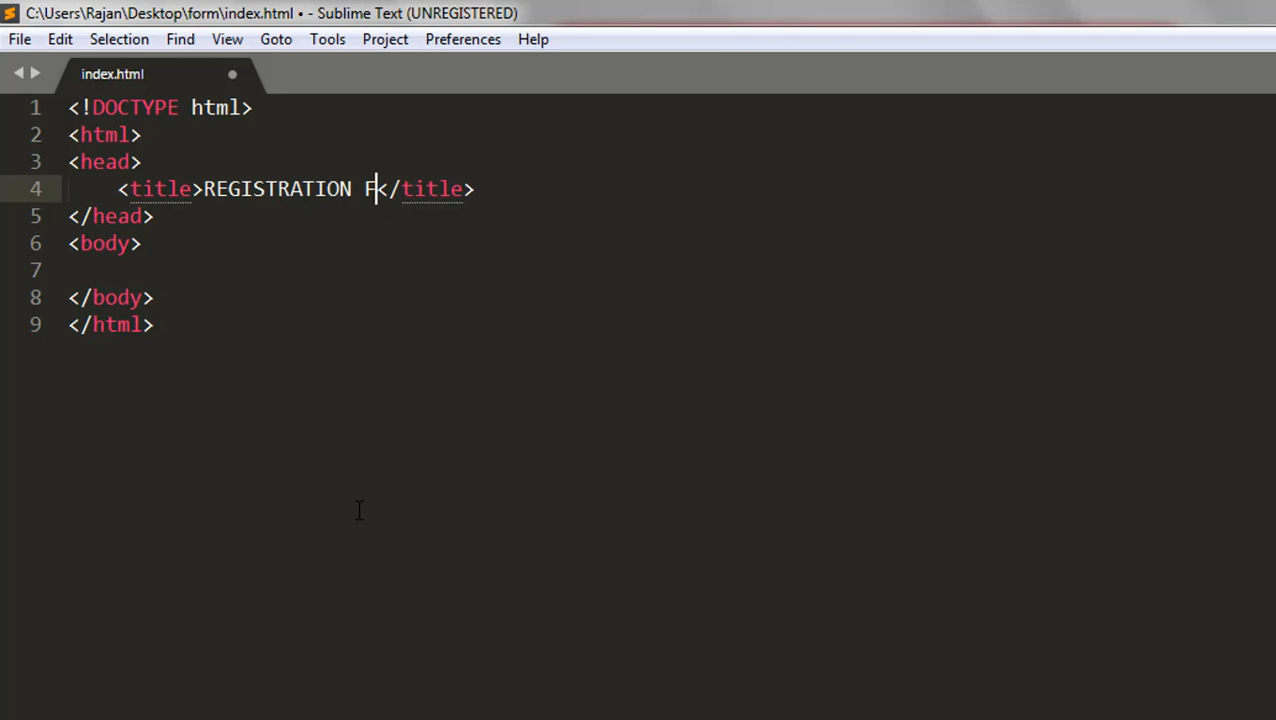 C:\Users\Rajan\Desktop\form\index.html • - Sublime Text (UNREGISTERED)
File Edit Selection Find View Goto Tools Project Preferences Help
index.html
1 <!DOCTYPE html>
2 <html>
3 <head>
4 <title>REGISTRATION F</title>
5 </head>
6 <body>
7
8 </body>
9 </html>